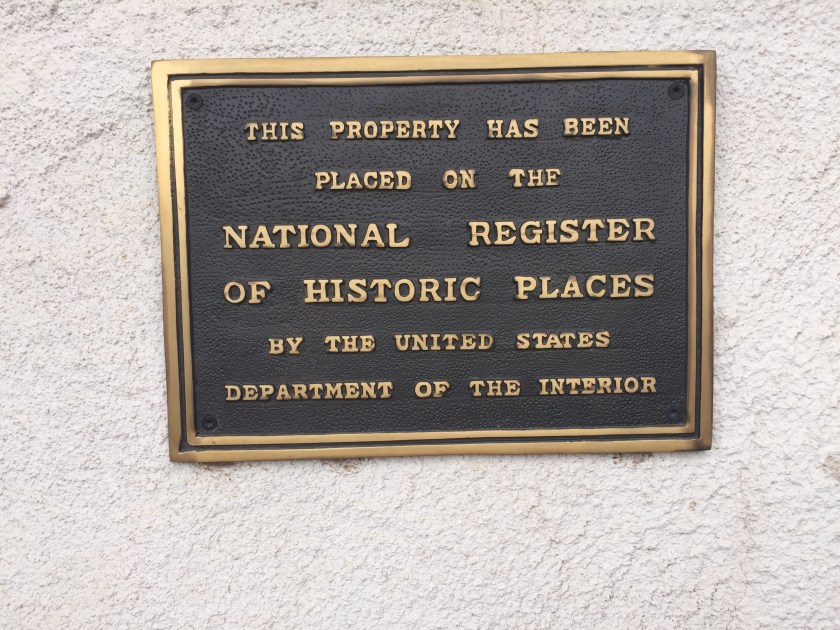 THIS PROPERTY HAS BEEN
PLACED ON THE
NATIONAL REGISTER
OF HISTORIC PLACES
BY THE UNITED STATES
DEPARTMENT OF THE INTERIOR